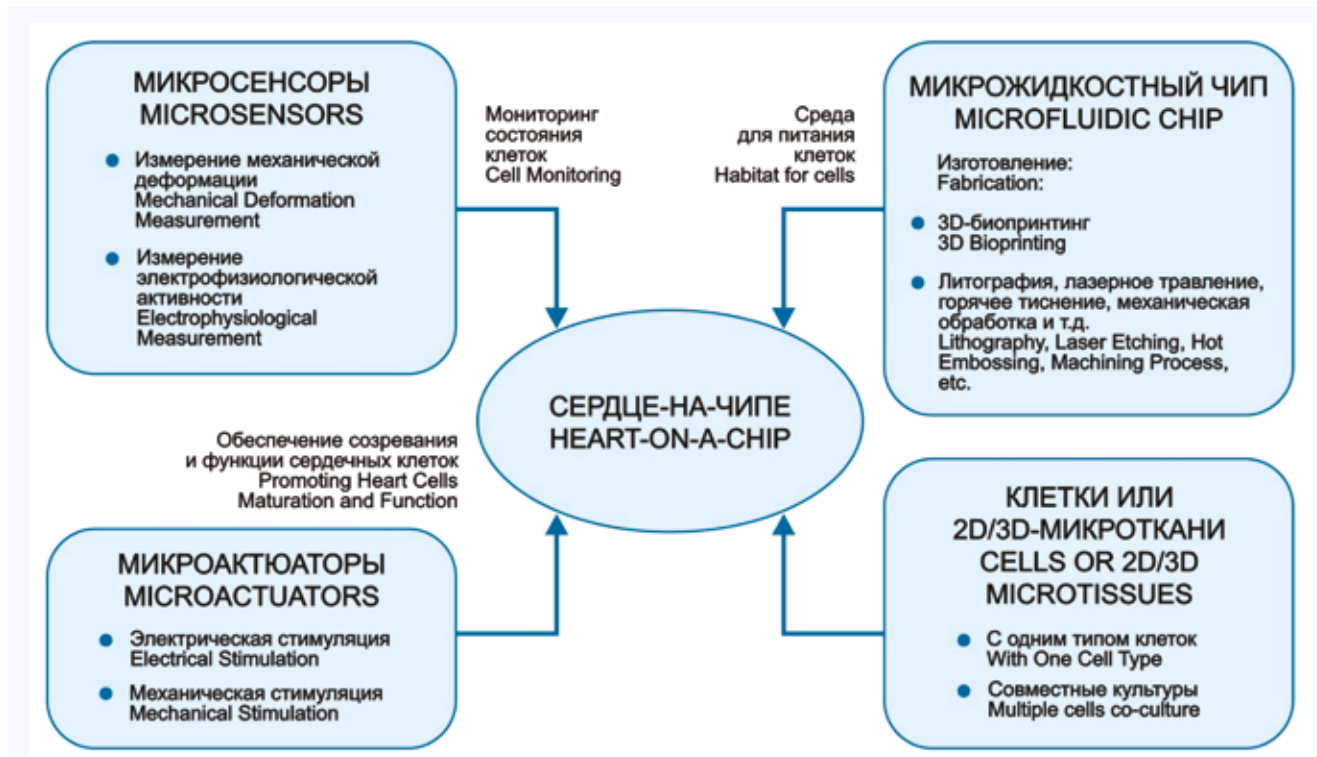 МИКРОСЕНСОРЫ
MICROSENSORS
Измерение механической
деформации
Mechanical Deformation
Measurement
Измерение
электрофизиологической
активности
Electrophysiological
Measurement
Мониторинг
состояния
клеток
Cell Monitoring
Среда
для питания
клеток
Habitat for cells
МИКРОЖИДКОСТНЫЙ ЧИП
MICROFLUIDIC CHIP
Изготовление:
Fabrication:
3D-биопринтинг
3D Bioprinting
Литография, лазерное травление,
горячее тиснение, механическая
обработка и т.д.
Lithography, Laser Etching, Hot
Embossing, Machining Process,
etc.
СЕРДЦЕ-НА-ЧИПЕ
HEART-ON-A-CHIP
Обеспечение созревания
и функции сердечных клеток
Promoting Heart Cells
Maturation and Function
МИКРОАКТЮАТОРЫ
MICROACTUATORS
Электрическая стимуляция
Electrical Stimulation
Механическая стимуляция
Mechanical Stimulation
КЛЕТКИ ИЛИ
2D/3D-МИКРОТКАНИ
CELLS OR 2D/3D
MICROTISSUES
С одним типом клеток
With One Cell Type
Совместные культуры
Multiple cells co-culture